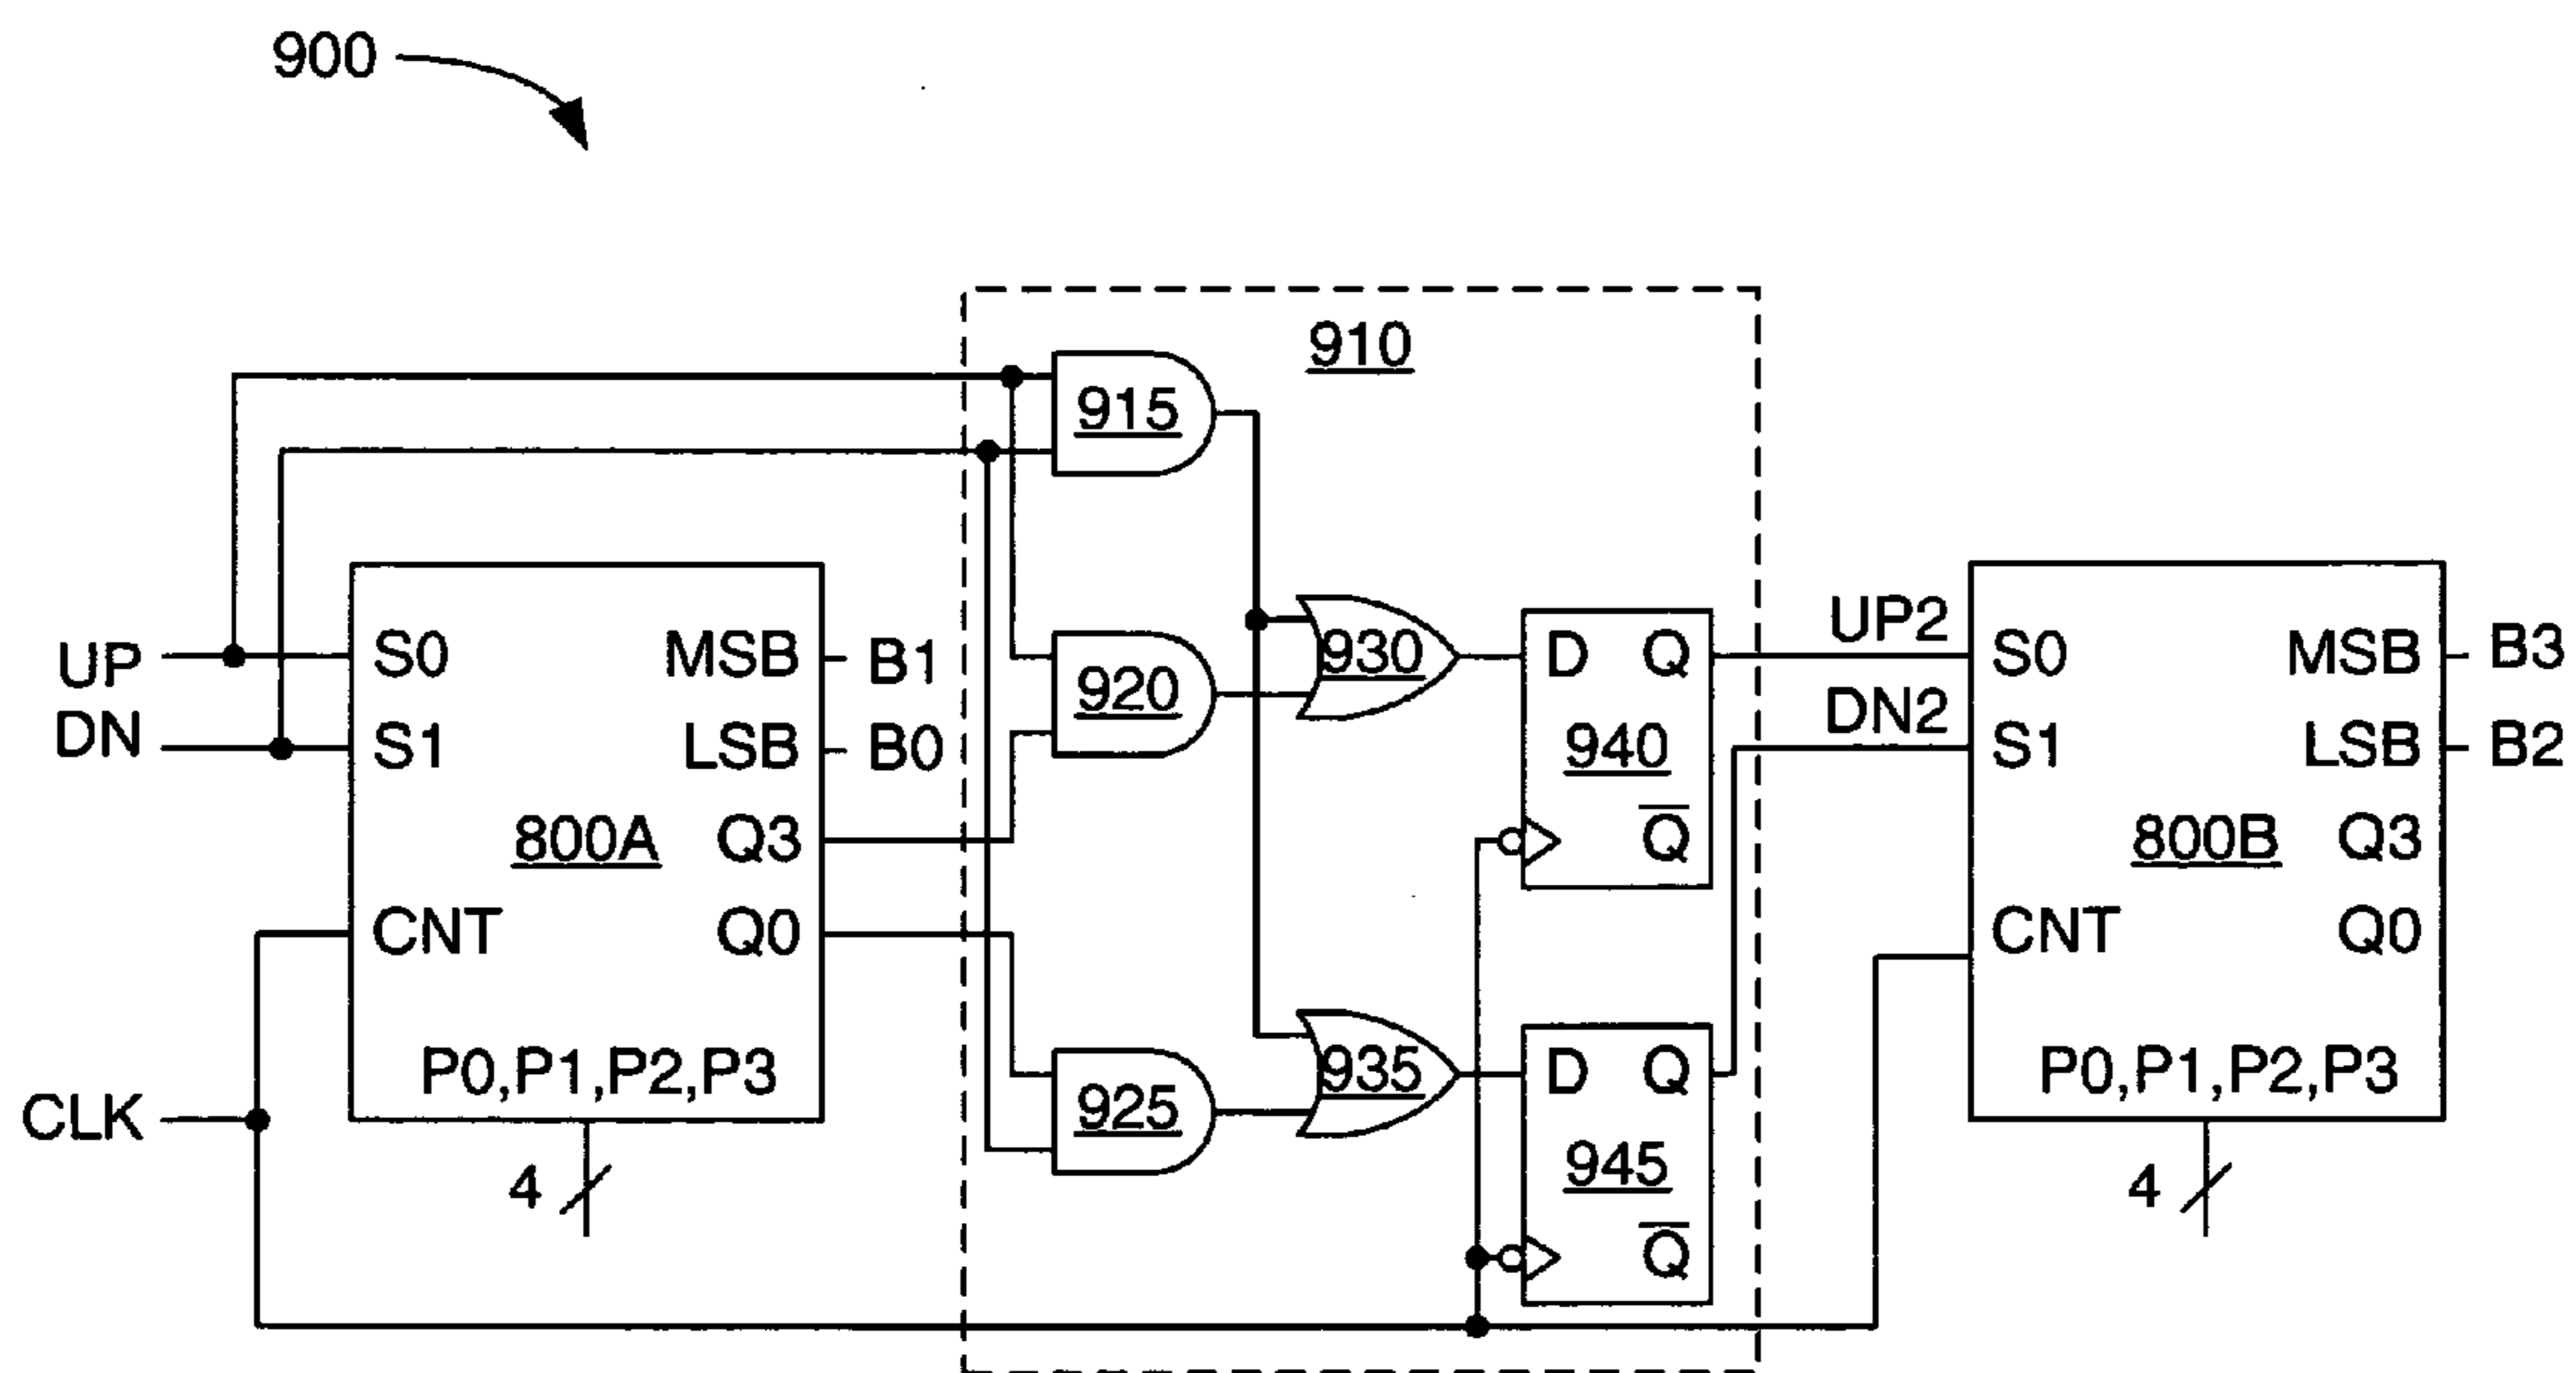 900
910
915
920
925
930
935
UP
DN
CLK
S0
S1
CNT
MSB
LSB
Q3
Q0
800A
P0,P1,P2,P3
4
B1
B0
D
Q
940
Q̅
D
Q
945
Q̅
UP2
DN2
S0
S1
CNT
MSB
LSB
Q3
Q0
800B
P0,P1,P2,P3
4
B3
B2